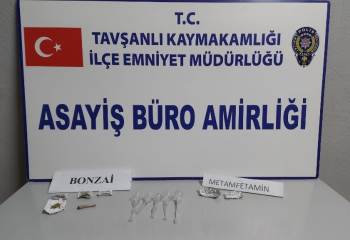 T.C.
TAVŞANLI KAYMAKAMLIĞI
İLÇE EMNİYET MÜDÜRLÜĞÜ
ASAYİŞ BÜRO AMİRLİĞİ
BONZAİ
METAMFETAMİN